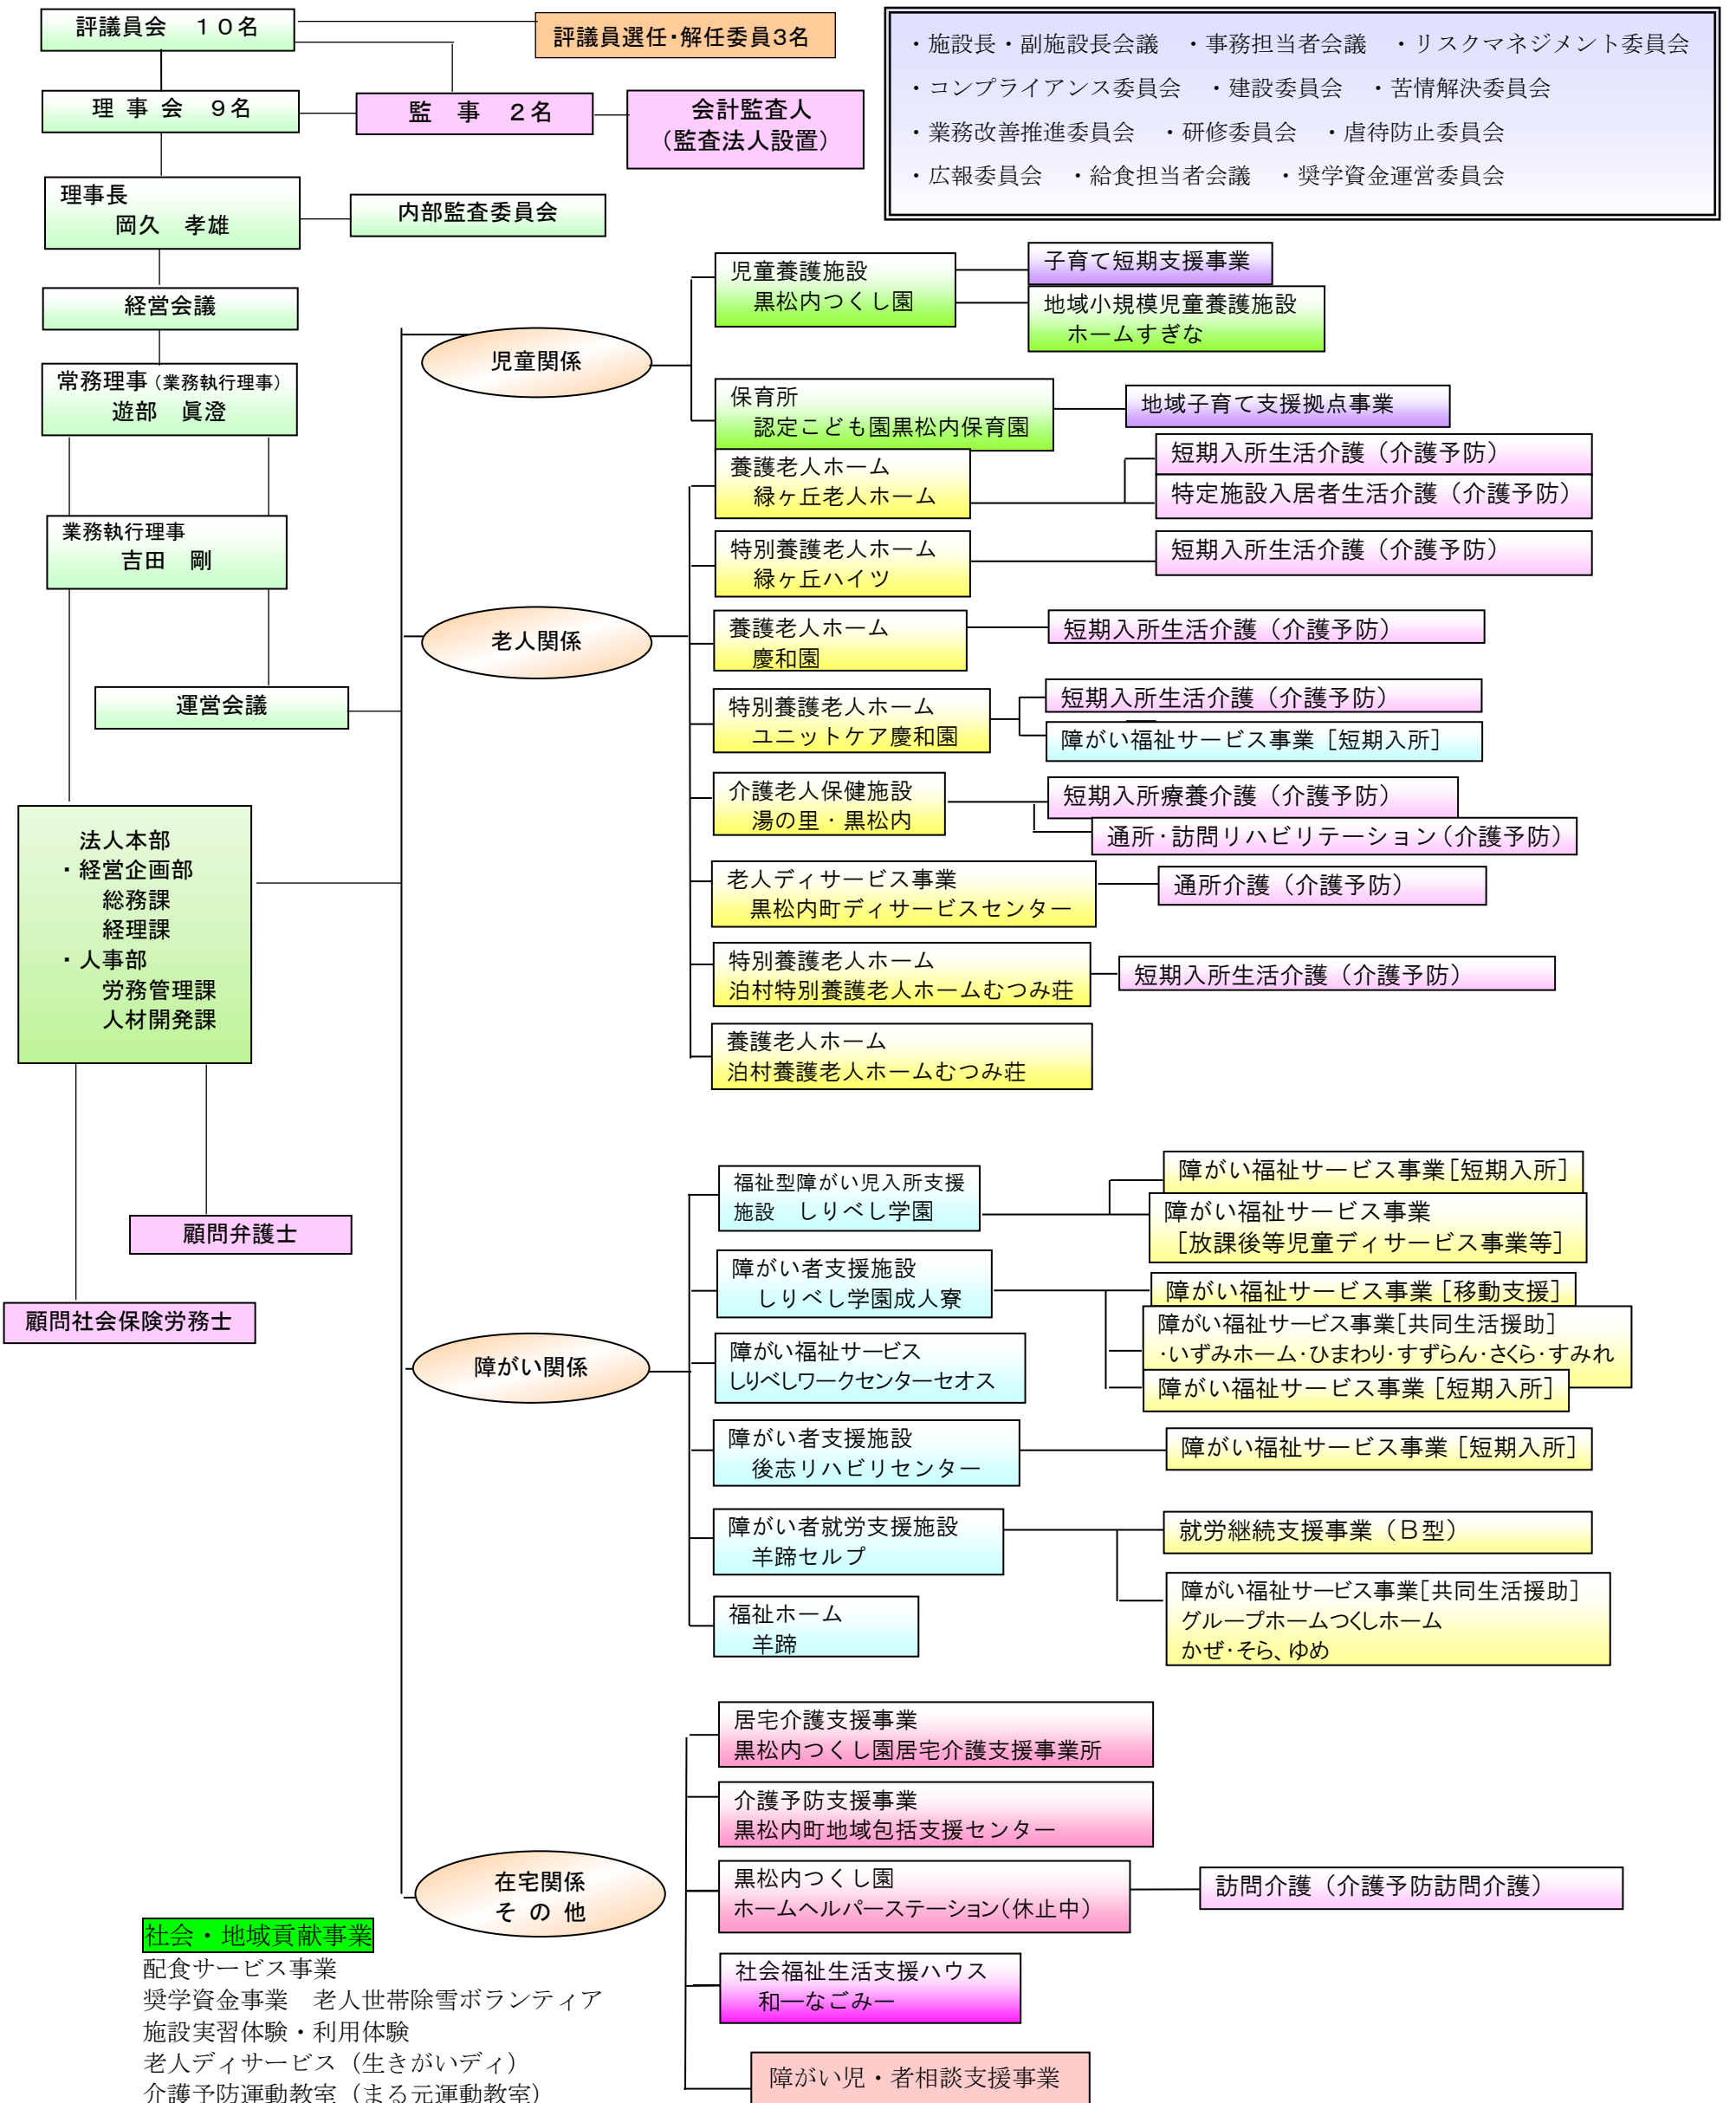 評議員会　１０名
評議員選任・解任委員3名
理 事 会　９名
監　事　２名
会計監査人
（監査法人設置）
・施設長・副施設長会議　・事務担当者会議　・リスクマネジメント委員会
・コンプライアンス委員会　・建設委員会　・苦情解決委員会
・業務改善推進委員会　・研修委員会　・虐待防止委員会
・広報委員会　・給食担当者会議　・奨学資金運営委員会
理事長
岡久　孝雄
内部監査委員会
経営会議
常務理事（業務執行理事）
遊部　眞澄
業務執行理事
吉田　剛
運営会議
法人本部
・経営企画部
総務課
経理課
・人事部
労務管理課
人材開発課
顧問弁護士
顧問社会保険労務士
児童関係
児童養護施設
黒松内つくし園
子育て短期支援事業
地域小規模児童養護施設
ホームすぎな
保育所
認定こども園黒松内保育園
地域子育て支援拠点事業
老人関係
養護老人ホーム
緑ヶ丘老人ホーム
短期入所生活介護（介護予防）
特定施設入居者生活介護（介護予防）
特別養護老人ホーム
緑ヶ丘ハイツ
短期入所生活介護（介護予防）
養護老人ホーム
慶和園
短期入所生活介護（介護予防）
特別養護老人ホーム
ユニットケア慶和園
短期入所生活介護（介護予防）
障がい福祉サービス事業［短期入所］
介護老人保健施設
湯の里・黒松内
短期入所療養介護（介護予防）
通所・訪問リハビリテーション（介護予防）
老人ディサービス事業
黒松内町ディサービスセンター
通所介護（介護予防）
特別養護老人ホーム
泊村特別養護老人ホームむつみ荘
短期入所生活介護（介護予防）
養護老人ホーム
泊村養護老人ホームむつみ荘
障がい関係
福祉型障がい児入所支援
施設　しりべし学園
障がい福祉サービス事業［短期入所］
障がい福祉サービス事業
［放課後等児童ディサービス事業等］
障がい者支援施設
しりべし学園成人寮
障がい福祉サービス事業［移動支援］
障がい福祉サービス事業［共同生活援助］
・いずみホーム・ひまわり・すずらん・さくら・すみれ
障がい福祉サービス事業［短期入所］
障がい福祉サービス
しりべしワークセンターセオス
障がい者支援施設
後志リハビリセンター
障がい福祉サービス事業［短期入所］
障がい者就労支援施設
羊蹄セルプ
就労継続支援事業（Ｂ型）
障がい福祉サービス事業［共同生活援助］
グループホームつくしホーム
かぜ・そら、ゆめ
福祉ホーム
羊蹄
在宅関係
そ の 他
居宅介護支援事業
黒松内つくし園居宅介護支援事業所
介護予防支援事業
黒松内町地域包括支援センター
黒松内つくし園
ホームヘルパーステーション（休止中）
訪問介護（介護予防訪問介護）
社会福祉生活支援ハウス
和―なごみ―
障がい児・者相談支援事業
社会・地域貢献事業
配食サービス事業
奨学資金事業　老人世帯除雪ボランティア
施設実習体験・利用体験
老人ディサービス（生きがいディ）
介護予防運動教室（まる元運動教室）